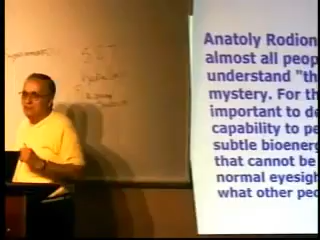 Anatoly Rodion
almost all peop
understand "th
mystery. For th
important to de
capability to pe
subtle bioenerg
that cannot be
normal eyesigh
what other peo